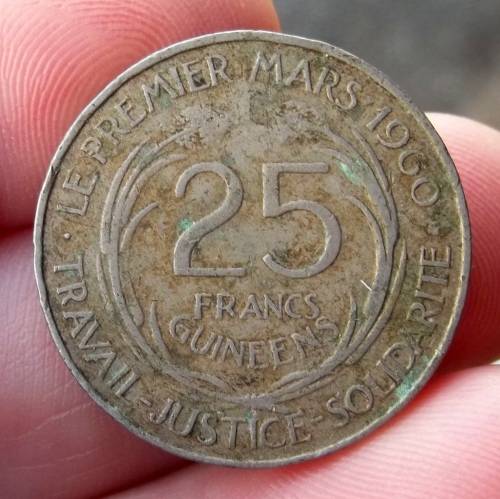 · LE PREMIER MARS 1960 ·
25
FRANCS
GUINEENS
TRAVAIL-JUSTICE-SOLIDARITE